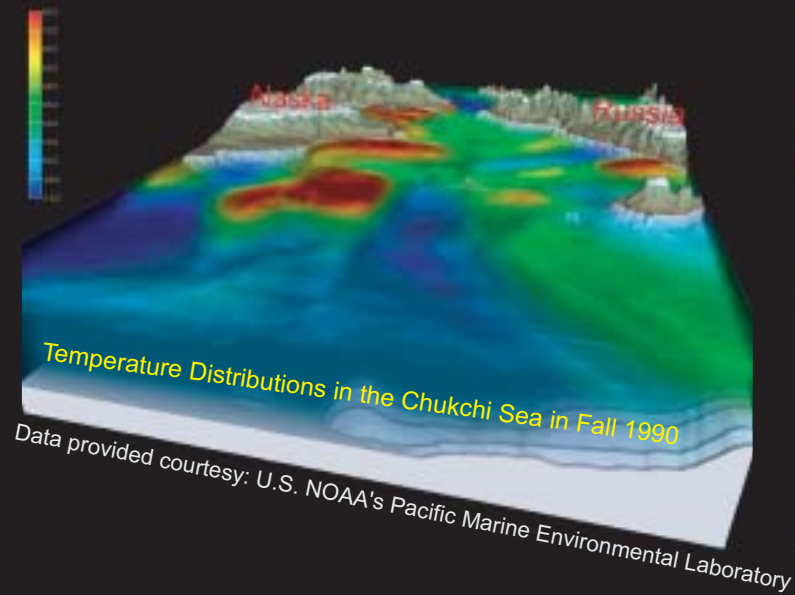 Alaska
Russia
Temperature Distributions in the Chukchi Sea in Fall 1990
Data provided courtesy: U.S. NOAA's Pacific Marine Environmental Laboratory